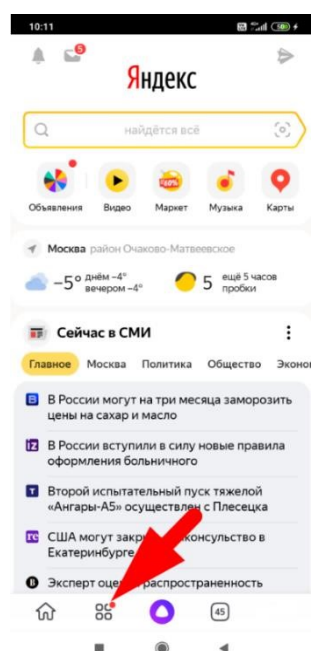 10:11
5
Яндекс
найдётся всё
Объявления Видео Маркет Музыка Карты
Москва район Очаково-Матвеевское
−5° днём −4°
вечером −4°
5 ещё 5 часов
пробки
Сейчас в СМИ
Главное Москва Политика Общество Эконо
В России могут на три месяца заморозить
цены на сахар и масло
В России вступили в силу новые правила
оформления больничного
Второй испытательный пуск тяжелой
«Ангары-А5» осуществлен с Плесецка
США могут закр консульство в
Екатеринбурге
Эксперт оце распространенность
45